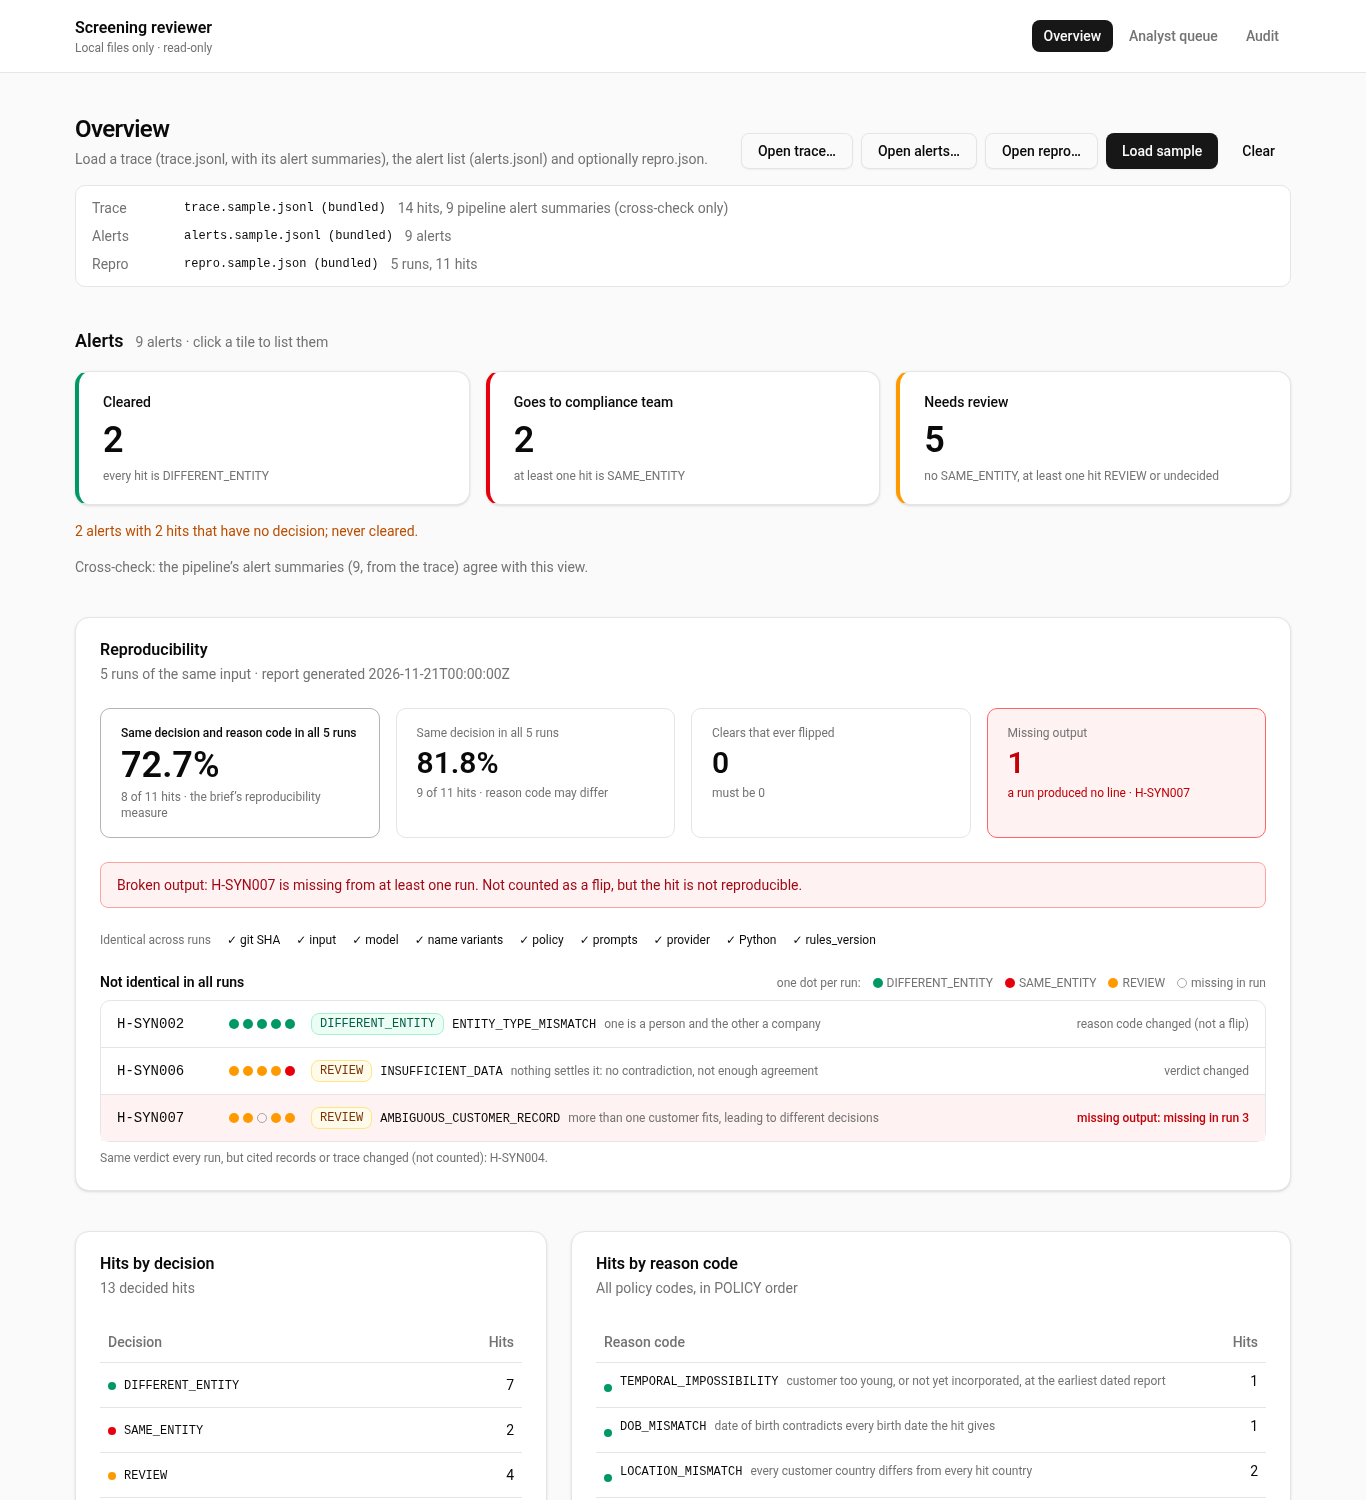 Screening reviewer
Local files only · read-only
Overview
Analyst queue
Audit
Overview
Load a trace (trace.jsonl, with its alert summaries), the alert list (alerts.jsonl) and optionally repro.json.
Open trace…
Open alerts…
Open repro…
Load sample
Clear
Trace trace.sample.jsonl (bundled) 14 hits, 9 pipeline alert summaries (cross-check only)
Alerts alerts.sample.jsonl (bundled) 9 alerts
Repro repro.sample.json (bundled) 5 runs, 11 hits
Alerts 9 alerts · click a tile to list them
Cleared
2
every hit is DIFFERENT_ENTITY
Goes to compliance team
2
at least one hit is SAME_ENTITY
Needs review
5
no SAME_ENTITY, at least one hit REVIEW or undecided
2 alerts with 2 hits that have no decision; never cleared.
Cross-check: the pipeline’s alert summaries (9, from the trace) agree with this view.
Reproducibility
5 runs of the same input · report generated 2026-11-21T00:00:00Z
Same decision and reason code in all 5 runs
72.7%
8 of 11 hits · the brief’s reproducibility
measure
Same decision in all 5 runs
81.8%
9 of 11 hits · reason code may differ
Clears that ever flipped
0
must be 0
Missing output
1
a run produced no line · H-SYN007
Broken output: H-SYN007 is missing from at least one run. Not counted as a flip, but the hit is not reproducible.
Identical across runs ✓ git SHA ✓ input ✓ model ✓ name variants ✓ policy ✓ prompts ✓ provider ✓ Python ✓ rules_version
Not identical in all runs
one dot per run: DIFFERENT_ENTITY SAME_ENTITY REVIEW missing in run
H-SYN002 DIFFERENT_ENTITY ENTITY_TYPE_MISMATCH one is a person and the other a company reason code changed (not a flip)
H-SYN006 REVIEW INSUFFICIENT_DATA nothing settles it: no contradiction, not enough agreement verdict changed
H-SYN007 REVIEW AMBIGUOUS_CUSTOMER_RECORD more than one customer fits, leading to different decisions missing output: missing in run 3
Same verdict every run, but cited records or trace changed (not counted): H-SYN004.
Hits by decision
13 decided hits
Decision Hits
DIFFERENT_ENTITY 7
SAME_ENTITY 2
REVIEW 4
Hits by reason code
All policy codes, in POLICY order
Reason code Hits
TEMPORAL_IMPOSSIBILITY customer too young, or not yet incorporated, at the earliest dated report 1
DOB_MISMATCH date of birth contradicts every birth date the hit gives 1
LOCATION_MISMATCH every customer country differs from every hit country 2